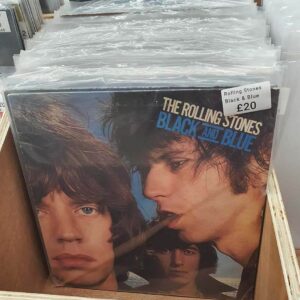 Rolling Stones
Black & Blue
£20
THE ROLLING STONES
BLACK AND BLUE